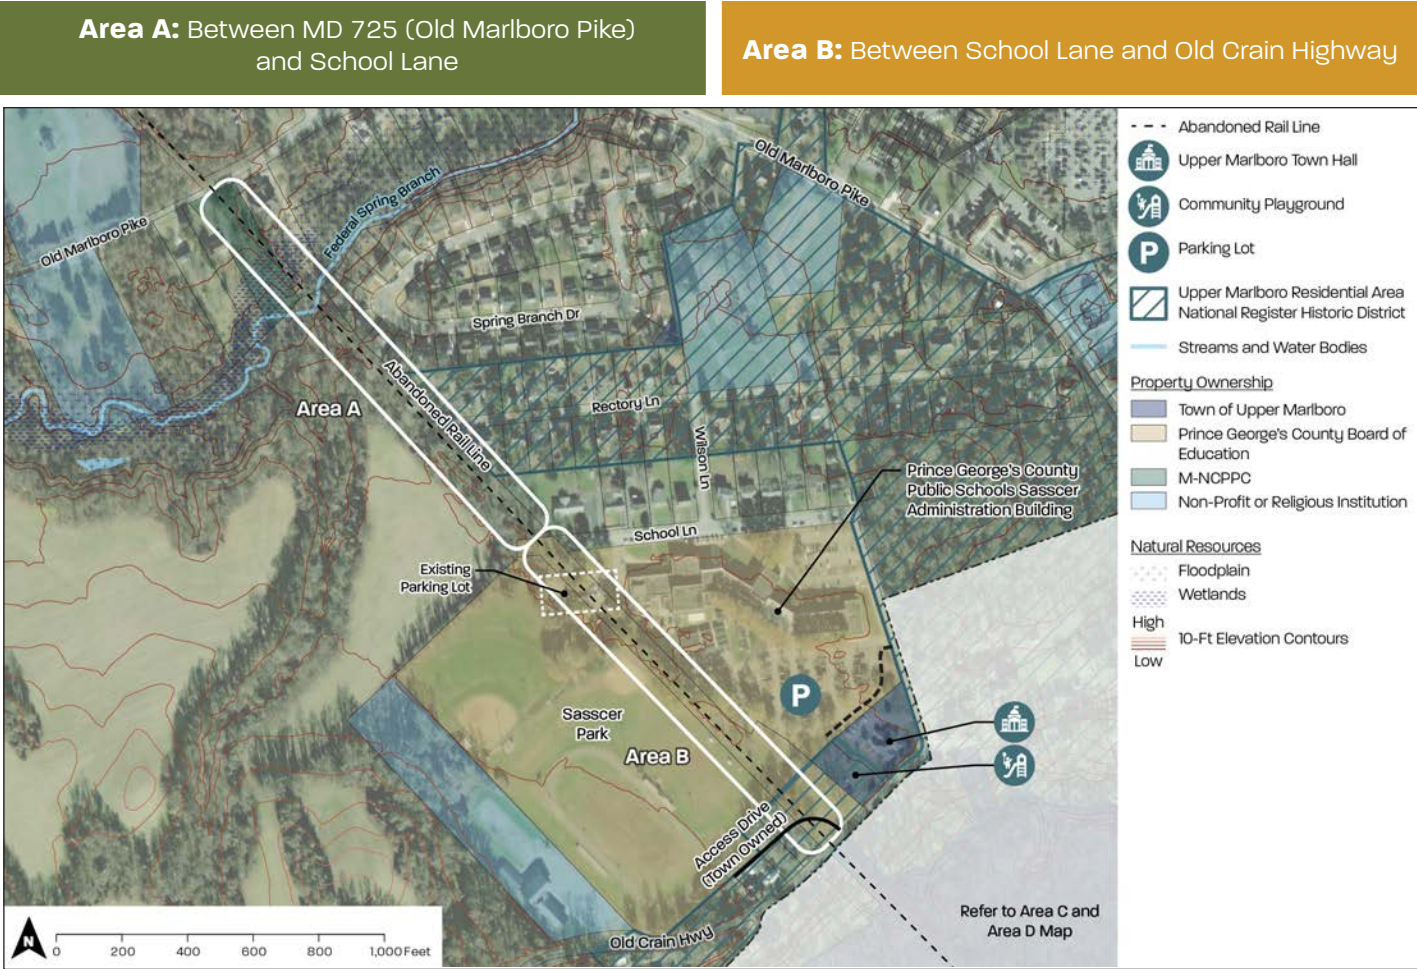 Area A: Between MD 725 (Old Marlboro Pike)
and School Lane
Area B: Between School Lane and Old Crain Highway
Old Marlboro Pike
Federal Spring Branch
Old Marlboro Pike
Spring Branch Dr
Abandoned Rail Line
Area A
Rectory Ln
Wilson Ln
Prince George's County
Public Schools Sasscer
Administration Building
School Ln
Existing
Parking Lot
P
Sasscer
Park
Area B
Access Drive
(Town Owned)
Old Crain Hwy
Refer to Area C and
Area D Map
N
0 200 400 600 800 1,000 Feet
Abandoned Rail Line
Upper Marlboro Town Hall
Community Playground
P Parking Lot
Upper Marlboro Residential Area
National Register Historic District
Streams and Water Bodies
Property Ownership
Town of Upper Marlboro
Prince George's County Board of
Education
M-NCPPC
Non-Profit or Religious Institution
Natural Resources
Floodplain
Wetlands
High
10-Ft Elevation Contours
Low